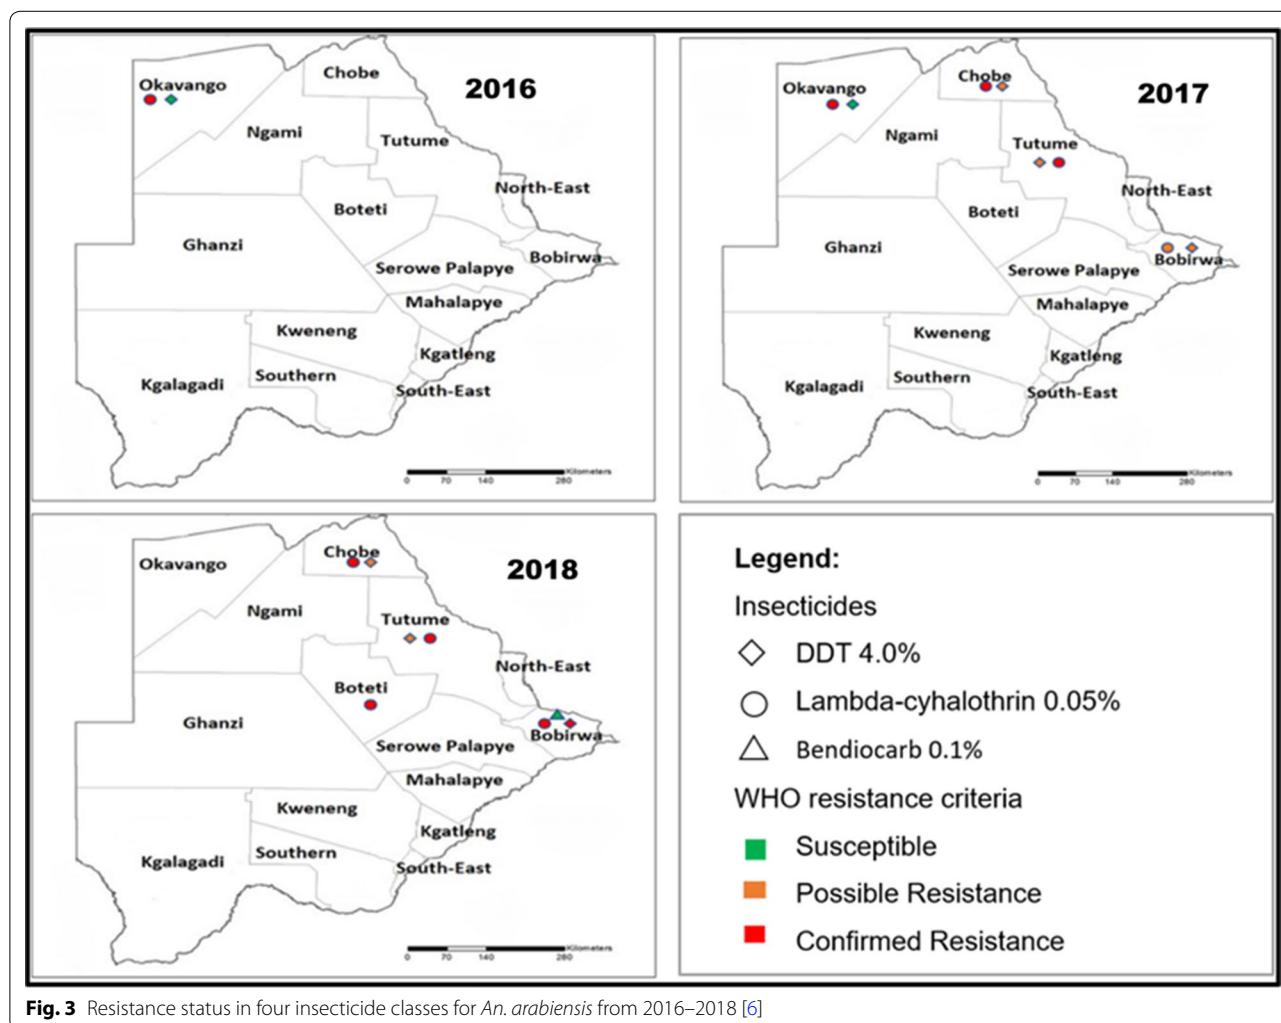 2016
Chobe
Okavango
Ngami
Tutume
North-East
Boteti
Ghanzi
Bobirwa
Serowe Palapye
Mahalapye
Kweneng
Kgatleng
Southern
Kgalagadi
South-East
Kilometers
0 70 140 280
2017
Chobe
Okavango
Ngami
Tutume
North-East
Boteti
Ghanzi
Bobirwa
Serowe Palapye
Mahalapye
Kweneng
Kgatleng
Southern
Kgalagadi
South-East
Kilometers
0 70 140 280
2018
Chobe
Okavango
Ngami
Tutume
North-East
Boteti
Ghanzi
Bobirwa
Serowe Palapye
Mahalapye
Kweneng
Kgatleng
Southern
Kgalagadi
South-East
Kilometers
0 70 140 280
Legend:
Insecticides
DDT 4.0%
Lambda-cyhalothrin 0.05%
Bendiocarb 0.1%
WHO resistance criteria
Susceptible
Possible Resistance
Confirmed Resistance
Fig. 3 Resistance status in four insecticide classes for An. arabiensis from 2016–2018 [6]